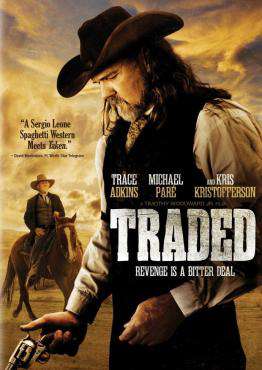 "A Sergio Leone
Spaghetti Western
Meets Taken."
TRACE
ADKINS
MICHAEL
PARÉ
AND KRIS
KRISTOFFERSON
A TIMOTHY WOODWARD JR. FILM
TRADED
REVENGE IS A BITTER DEAL